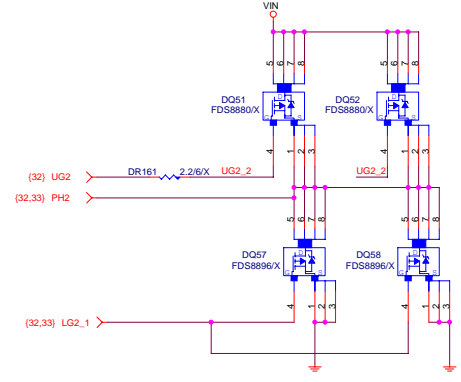 VIN
5 6 7 8 5 6 7 8
DQ51 D G S DQ52 D G S
FDS8880/X FDS8880/X
4 1 2 3 4 1 2 3
{32} UG2 DR161 2.2/6/X UG2_2 UG2_2
{32,33} PH2
5 6 7 8 5 6 7 8
DQ57 D G S DQ58 D G S
FDS8896/X FDS8896/X
4 1 2 3 4 1 2 3
{32,33} LG2_1